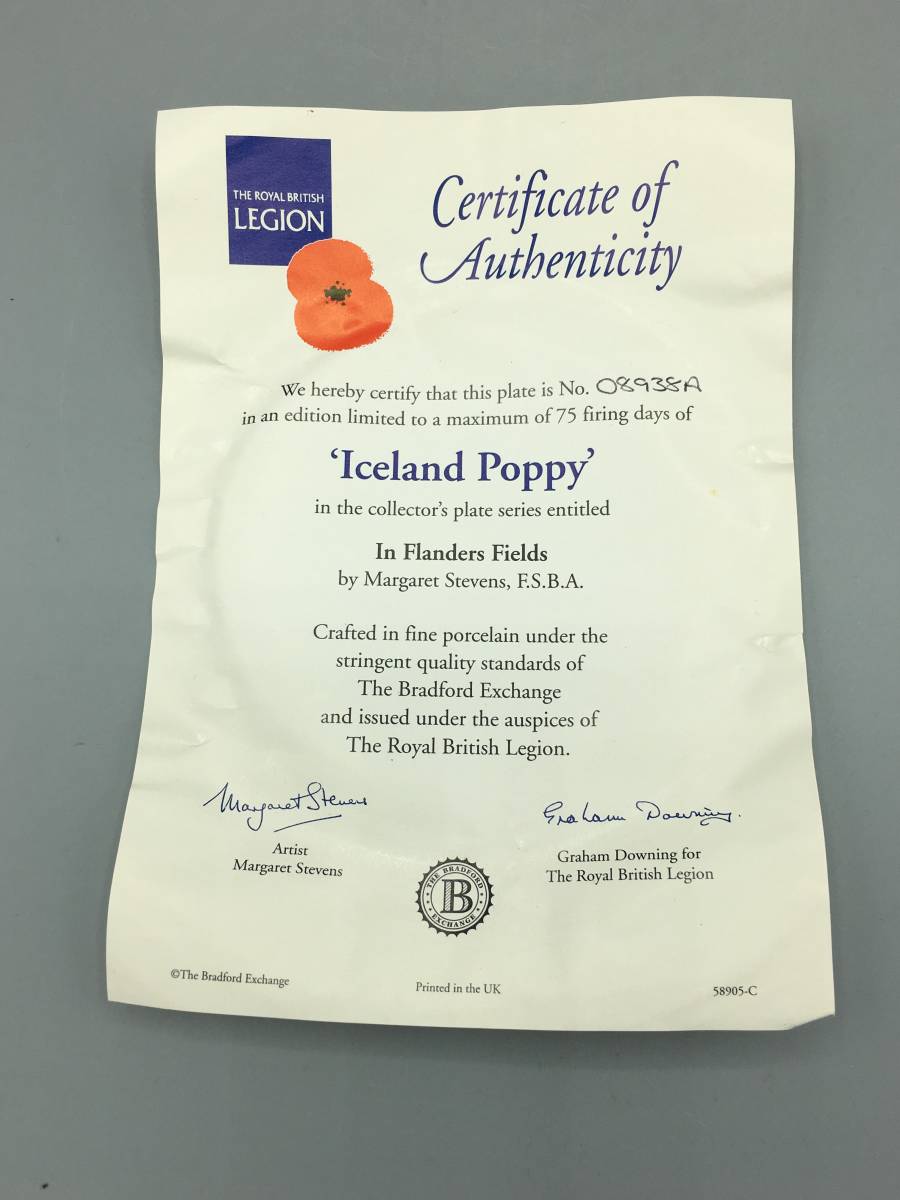 THE ROYAL BRITISH
LEGION
Certificate of
Authenticity
We hereby certify that this plate is No. 08938A
in an edition limited to a maximum of 75 firing days of
‘Iceland Poppy’
in the collector’s plate series entitled
In Flanders Fields
by Margaret Stevens, F.S.B.A.
Crafted in fine porcelain under the
stringent quality standards of
The Bradford Exchange
and issued under the auspices of
The Royal British Legion.
Margaret Stevens
Graham Downing.
Artist
Margaret Stevens
Graham Downing for
The Royal British Legion
THE BRADFORD
B
EXCHANGE
©The Bradford Exchange
Printed in the UK
58905-C